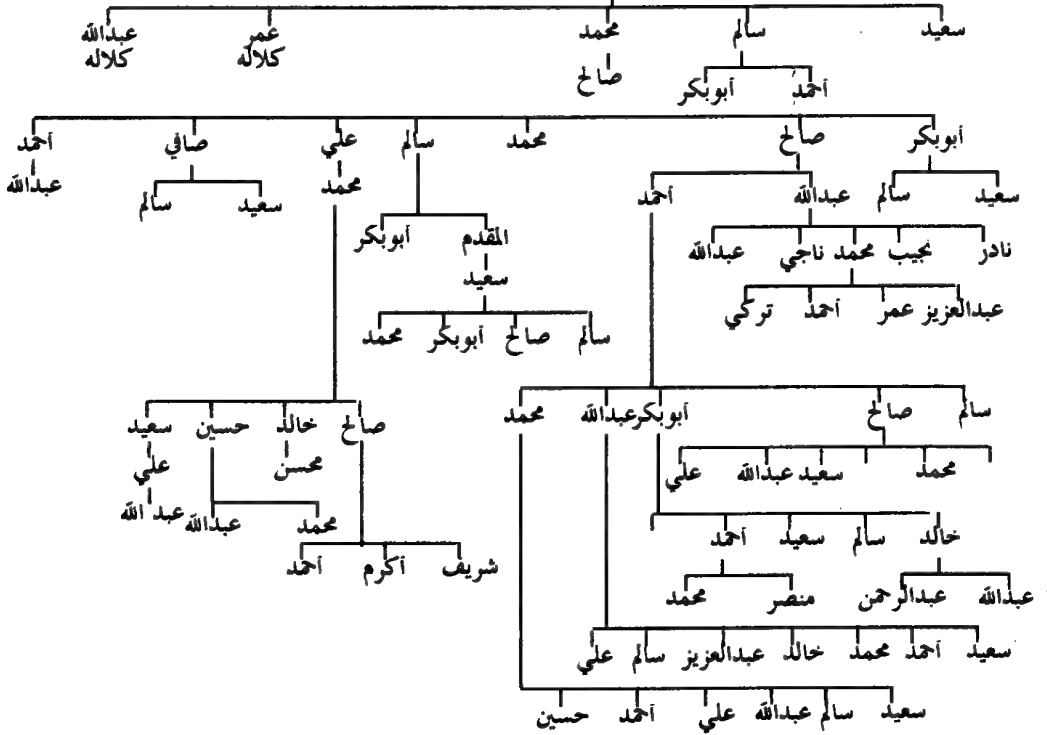 سعيد سالم محمد عمر عبدالله
كلاله كلاله
صالح
أحمد أبوبكر
أبوبكر صالح محمد سالم علي صافي أحمد
سعيد سالم عبدالله أحمد محمد سعيد سالم عبدالله
المقدم أبوبكر
نادر نجيب محمد ناجي عبدالله
سعيد
عبدالعزيز عمر أحمد تركي
سالم صالح أبوبكر محمد
سالم صالح أبوبكر عبدالله محمد
صالح خالد حسين سعيد
محمد سعيد عبدالله علي
محسن علي
محمد عبدالله عبد الله
خالد سالم سعيد أحمد
شريف أكرم أحمد
عبدالله عبدالرحمن منصر محمد
سعيد أحمد محمد خالد عبدالعزيز سالم علي
سعيد سالم عبدالله علي أحمد حسين